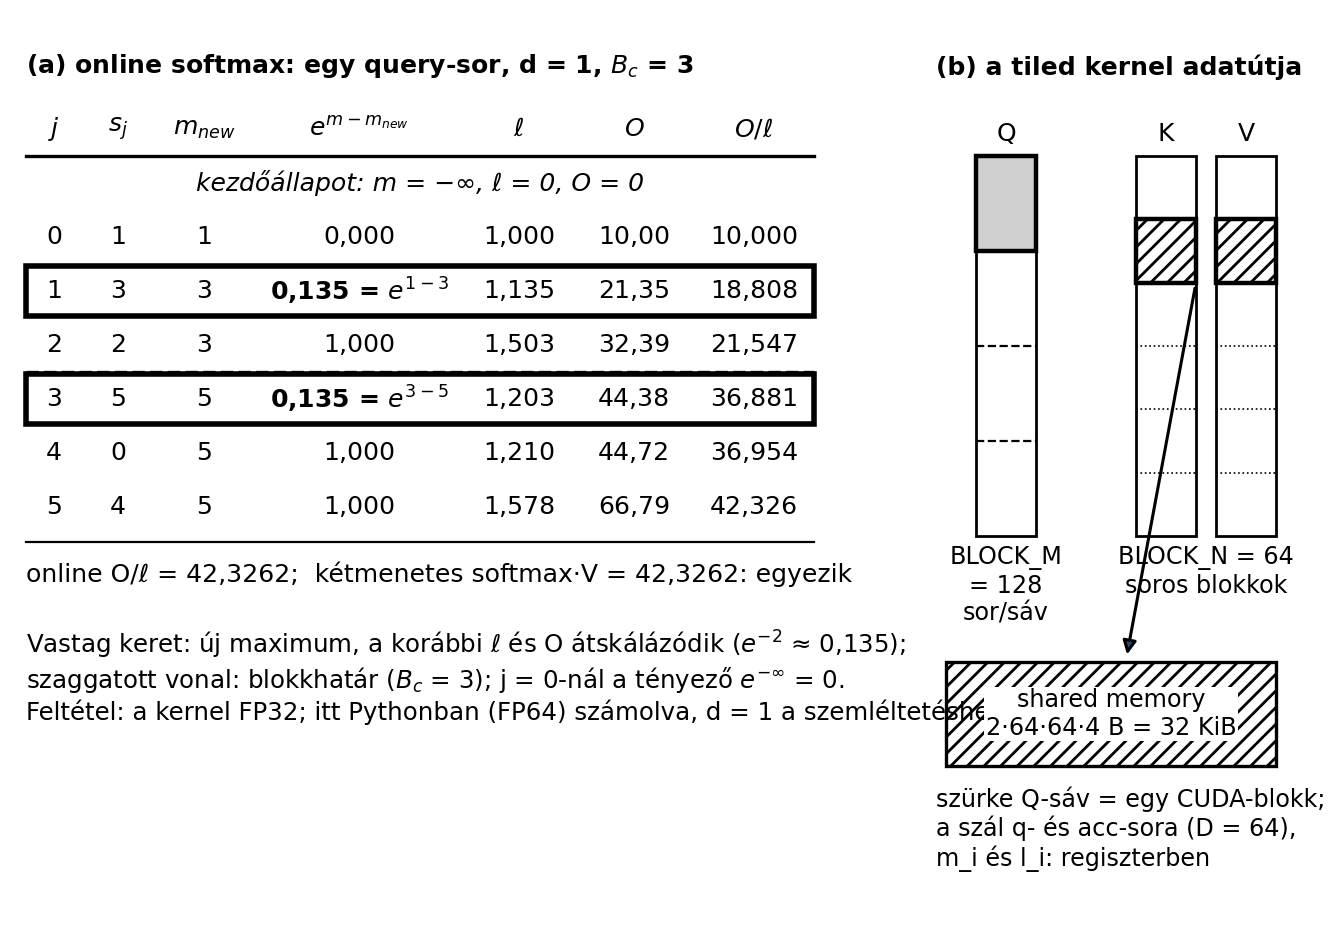 (a) online softmax: egy query-sor, d = 1, B_c = 3
j s_j m_new e^{m−m_new} ℓ O O/ℓ
kezdőállapot: m = −∞, ℓ = 0, O = 0
0 1 1 0,000 1,000 10,00 10,000
1 3 3 0,135 = e^{1−3} 1,135 21,35 18,808
2 2 3 1,000 1,503 32,39 21,547
3 5 5 0,135 = e^{3−5} 1,203 44,38 36,881
4 0 5 1,000 1,210 44,72 36,954
5 4 5 1,000 1,578 66,79 42,326
online O/ℓ = 42,3262; kétmenetes softmax·V = 42,3262: egyezik
Vastag keret: új maximum, a korábbi ℓ és O átskálázódik (e^{−2} ≈ 0,135);
szaggatott vonal: blokkhatár (B_c = 3); j = 0-nál a tényező e^{−∞} = 0.
Feltétel: a kernel FP32; itt Pythonban (FP64) számolva, d = 1 a
(b) a tiled kernel adatútja
Q K V
BLOCK_M
= 128
sor/sáv
BLOCK_N = 64
soros blokkok
shared memory
2·64·64·4 B = 32 KiB
szürke Q-sáv = egy CUDA-blokk;
a szál q- és acc-sora (D = 64),
m_i és l_i: regiszterben